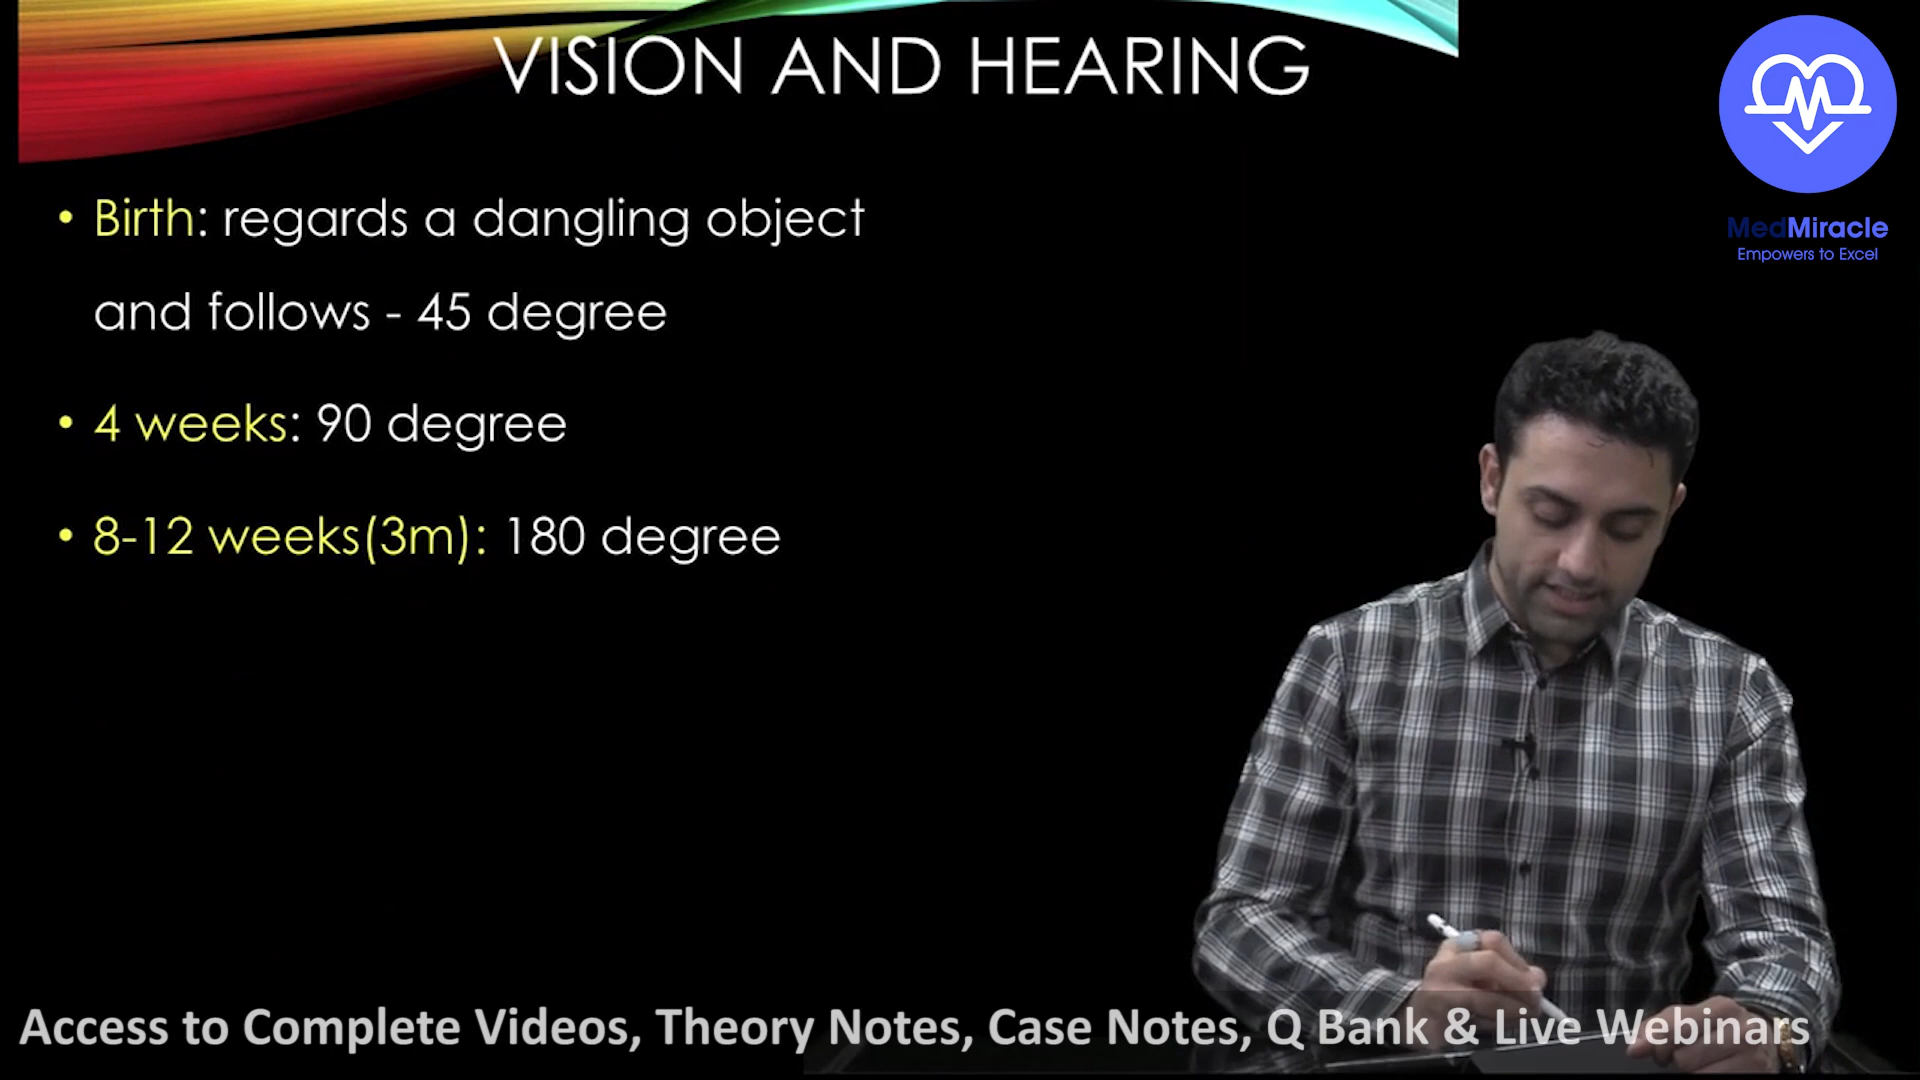 VISION AND HEARING
MedMiracle
Empowers to Excel
• Birth: regards a dangling object
and follows - 45 degree
• 4 weeks: 90 degree
• 8-12 weeks(3m): 180 degree
Access to Complete Videos, Theory Notes, Case Notes, Q Bank & Live Webinars